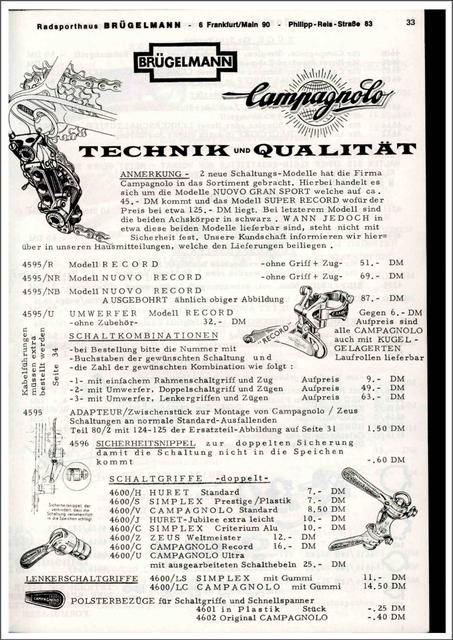 Radsporthaus BRÜGELMANN - 6 Frankfurt/Main 90 - Philipp-Reis-Straße 63
33
BRÜGELMANN
Campagnolo
TECHNIK UND QUALITÄT
ANMERKUNG - 2 neue Schaltungs-Modelle hat die Firma
Campagnolo in das Sortiment gebracht. Hierbei handelt es
sich um die Modelle NUOVO GRAN SPORT welche auf ca.
45.- DM kommt und das Modell SUPER RECORD wofür der
Preis bei etwa 125.- DM liegt. Bei letzterem Modell sind
die beiden Achskörper in schwarz. WANN JEDOCH in
etwa diese beiden Modelle lieferbar sind, steht nicht mit
Sicherheit fest. Unsere Kundschaft informieren wir hier=
über in unseren Hausmitteilungen, welche den Lieferungen beiliegen .
4595/R Modell RECORD -ohne Griff + Zug- 51.- DM
4595/NR Modell NUOVO RECORD -ohne Griff + Zug- 69.- DM
4595/NB Modell NUOVO RECORD
AUSGEBOHRT ähnlich obiger Abbildung 87.- DM
4595/U UMWERFER Modell RECORD
-ohne Zubehör- 32.- DM
Gegen 6.- DM
Aufpreis sind
alle CAMPAGNOLO
auch mit KUGEL -
GELAGERTEN
Laufrollen lieferbar
RECORD
Kabelführungen
müssen extra
bestellt werden
Seite 34
SCHALTKOMBINATIONEN
-bei Bestellung bitte die Nummer mit
-Buchstaben der gewünschten Schaltung und
-die Zahl der gewünschten Kombination wie folgt :
-1- mit einfachem Rahmenschaltgriff und Zug Aufpreis 9.- DM
-2- mit Umwerfer, Doppelschaltgriff und Zügen Aufpreis 49.- DM
-3- mit Umwerfer, Lenkergriffen und Zügen Aufpreis 63.- DM
4595 ADAPTEUR/Zwischenstück zur Montage von Campagnolo / Zeus
Schaltungen an normale Standard-Ausfallenden
Teil 80/2 mit 124-125 der Ersatzteil-Abbildung auf Seite 31 1.50 DM
4596 SICHERHEITSNIPPEL zur doppelten Sicherung
damit die Schaltung nicht in die Speichen
kommt -.60 DM
Sicherheitsnippel, der
verhindert, dass die
Schaltung versehentlich
in die Speichen schlägt
SCHALTGRIFFE -doppelt-
4600/H HURET Standard 7.- DM
4600/S SIMPLEX Prestige/Plastik 7.- DM
4600/V CAMPAGNOLO Standard 8.50 DM
4600/J HURET-Jubilee extra leicht 10.- DM
4600/C SIMPLEX Criterium Alu 10.- DM
4600/Z ZEUS Weltmeister 12.- DM
4600/C CAMPAGNOLO Record 16.- DM
4600/U CAMPAGNOLO Ultra
mit ausgearbeiteten Schalthebeln 25.- DM
LENKERSCHALTGRIFFE 4600/LS SIMPLEX mit Gummi 11.- DM
4600/LC CAMPAGNOLO mit Gummi 14.50 DM
CAMPAGNOLO
POLSTERBEZÜGE für Schaltgriffe und Schnellspanner
4601 in Plastik Stück -.25 DM
4602 Original CAMPAGNOLO -.40 DM